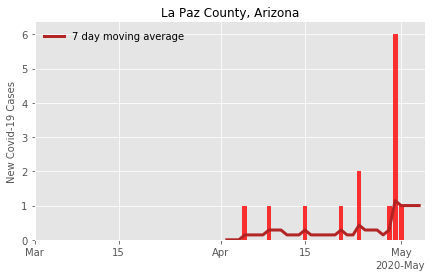 La Paz County, Arizona
7 day moving average
New Covid-19 Cases
6
5
4
3
2
1
0
Mar 15 Apr 15 May
2020-May